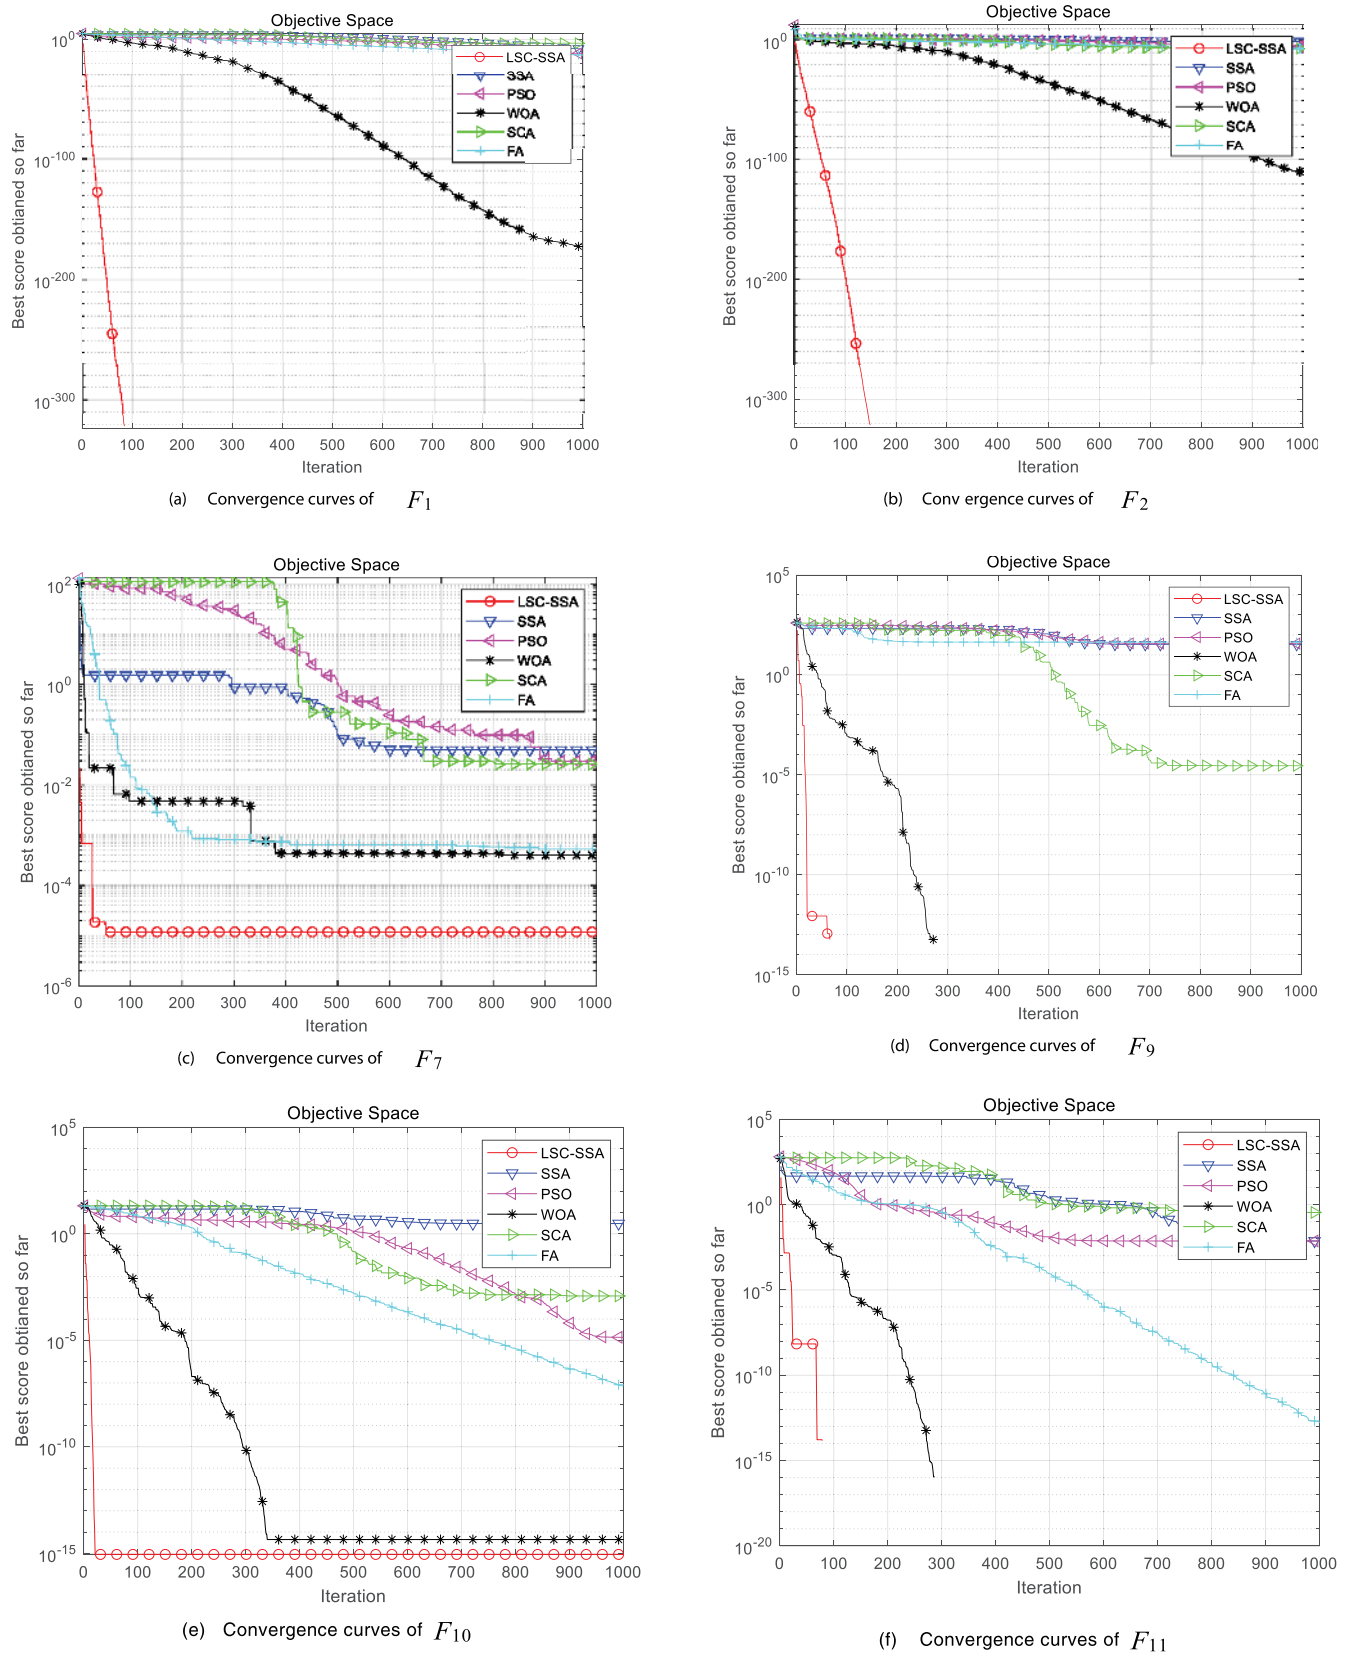 Objective Space
Best score obtianed so far
10^0
10^-100
10^-200
10^-300
LSC-SSA
SSA
PSO
WOA
SCA
FA
0 100 200 300 400 500 600 700 800 900 1000
Iteration
(a) Convergence curves of F1
Objective Space
Best score obtianed so far
10^0
10^-100
10^-200
10^-300
LSC-SSA
SSA
PSO
WOA
SCA
FA
0 100 200 300 400 500 600 700 800 900 1000
Iteration
(b) Conv ergence curves of F2
Objective Space
Best score obtianed so far
10^2
10^0
10^-2
10^-4
10^-6
LSC-SSA
SSA
PSO
WOA
SCA
FA
0 100 200 300 400 500 600 700 800 900 1000
Iteration
(c) Convergence curves of F7
Objective Space
Best score obtianed so far
10^5
10^0
10^-5
10^-10
10^-15
LSC-SSA
SSA
PSO
WOA
SCA
FA
0 100 200 300 400 500 600 700 800 900 1000
Iteration
(d) Convergence curves of F9
Objective Space
Best score obtianed so far
10^5
10^0
10^-5
10^-10
10^-15
LSC-SSA
SSA
PSO
WOA
SCA
FA
0 100 200 300 400 500 600 700 800 900 1000
Iteration
(e) Convergence curves of F10
Objective Space
Best score obtianed so far
10^5
10^0
10^-5
10^-10
10^-15
10^-20
LSC-SSA
SSA
PSO
WOA
SCA
FA
0 100 200 300 400 500 600 700 800 900 1000
Iteration
(f) Convergence curves of F11